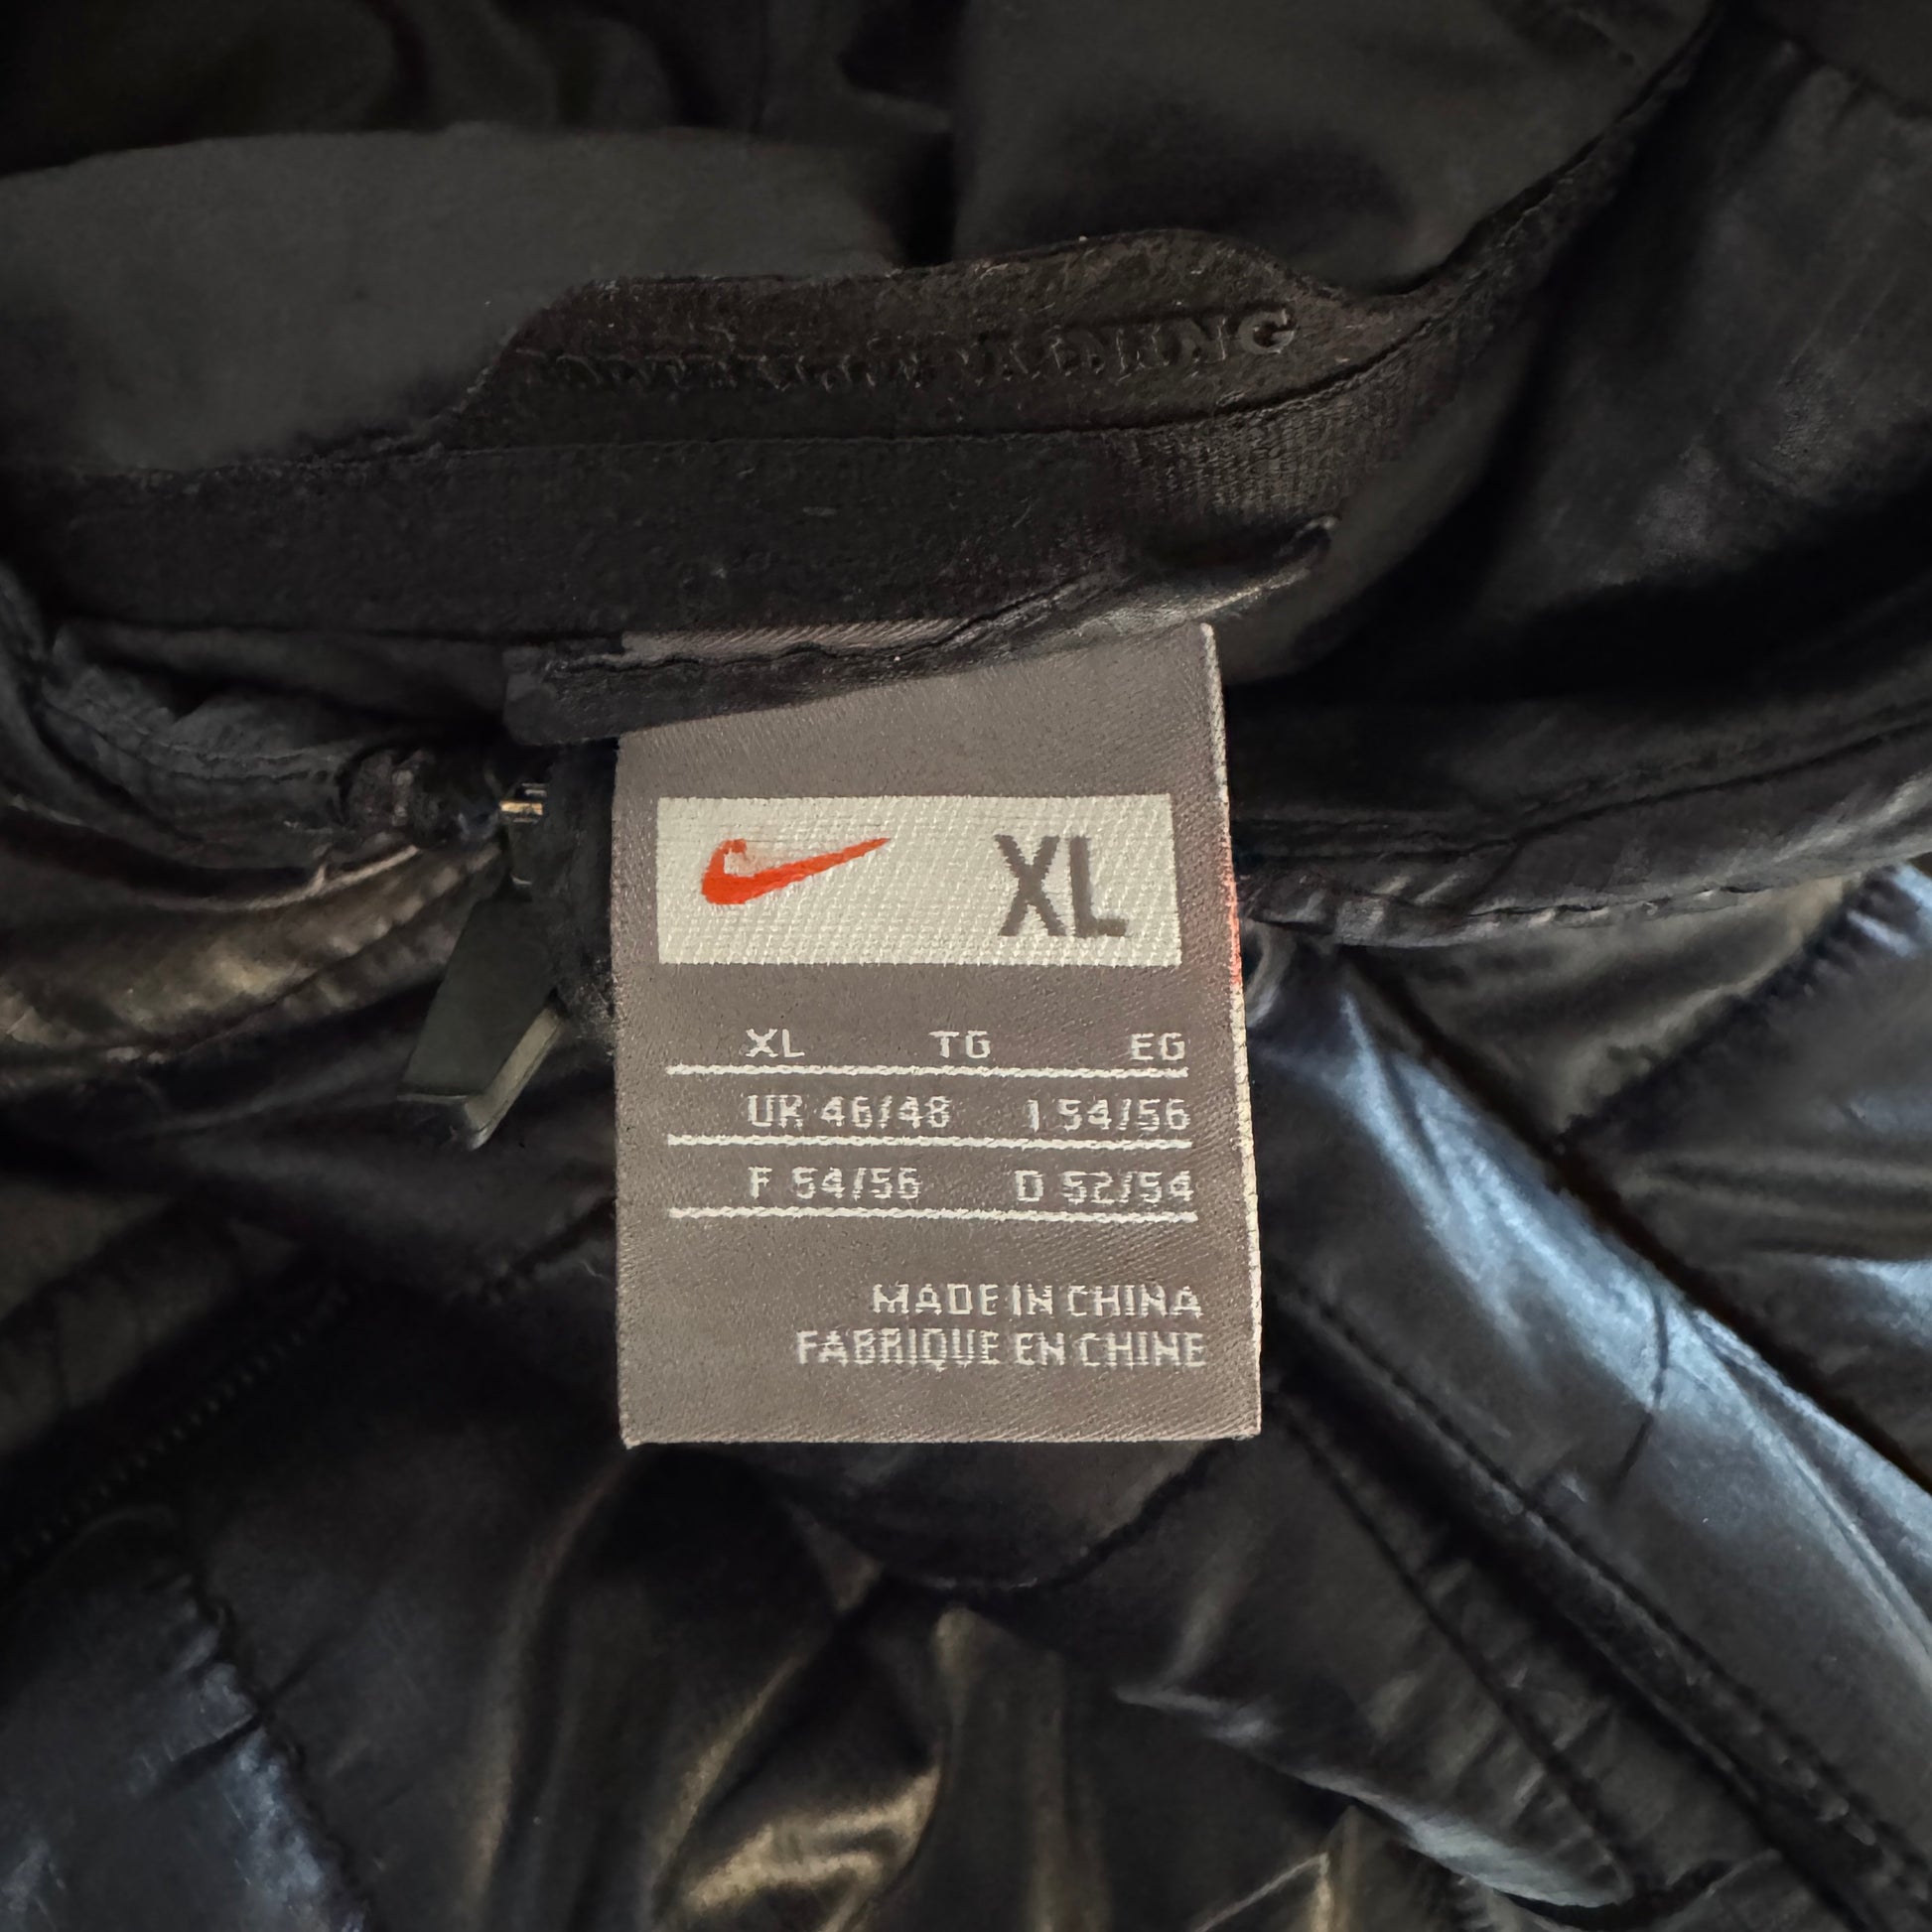 XL
XL TG EG
UK 46/48 I 54/56
F 54/56 D 52/54
MADE IN CHINA
FABRIQUE EN CHINE